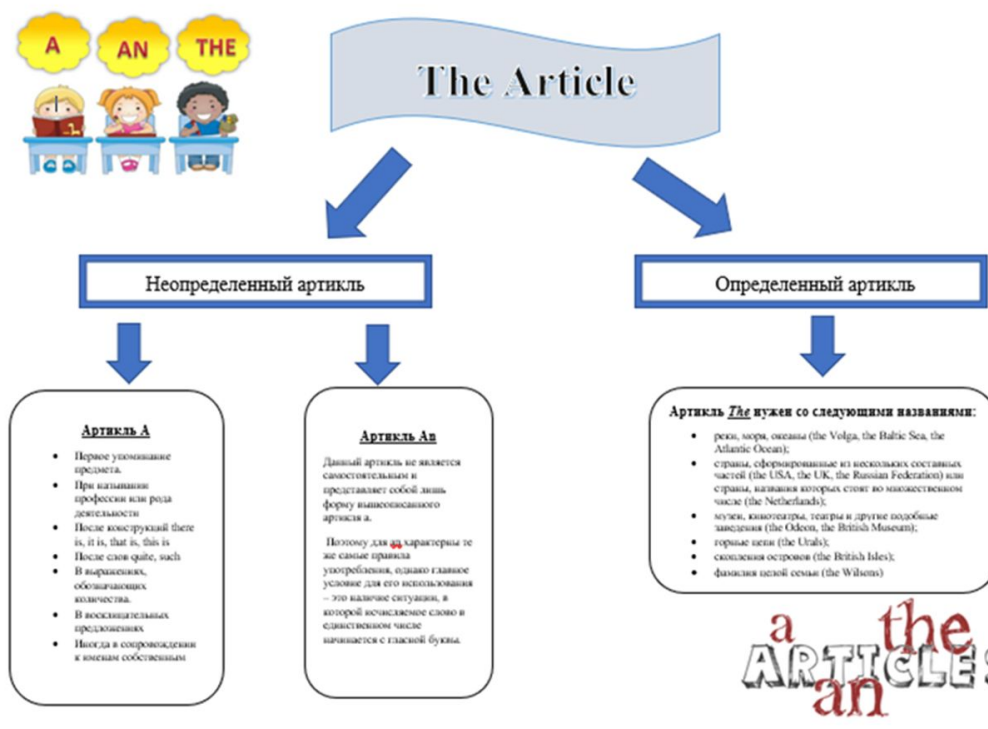 A AN THE
The Article
Неопределенный артикль
Определенный артикль
Артикль А
• Первое упоминание
предмета.
• При назывании
профессии или рода
деятельности
• После конструкций there
is, it is, that is, this is
• После слов quite, such
• В выражениях,
обозначающих
количества.
• В восклицательных
предложениях
• Иногда в сопровождении
к именам собственным
Артикль An
Данный артикль не является
самостоятельным и
представляет собой лишь
форму вышеописанного
артикля а.
Поэтому для an характерны те
же самые правила
употребления, однако главное
условие для его использования
– это наличие ситуации, в
которой исчисляемое слово в
единственном числе
начинается с гласной буквы.
Артикль The нужен со следующими названиями:
• реки, моря, океаны (the Volga, the Baltic Sea, the
Atlantic Ocean);
• страны, сформированные из нескольких составных
частей (the USA, the UK, the Russian Federation) или
страны, названия которых стоят во множественном
числе (the Netherlands);
• музеи, кинотеатры, театры и другие подобные
заведения (the Odeon, the British Museum);
• горные цепи (the Urals);
• скопления островов (the British Isles);
• фамилия целой семьи (the Wilsons)
a the
ARTICLES
an